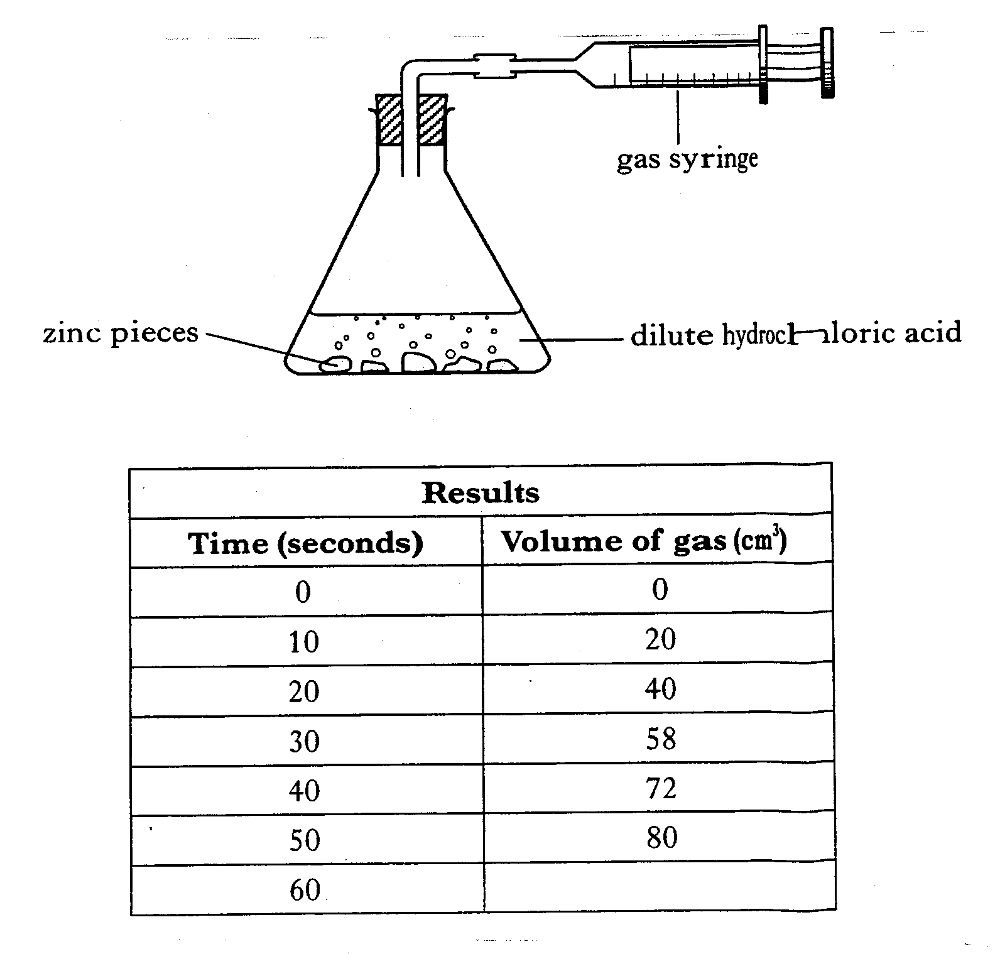 gas syringe
zinc pieces
dilute hydrochloric acid
Results
Time (seconds) Volume of gas (cm³)
0 0
10 20
20 40
30 58
40 72
50 80
60